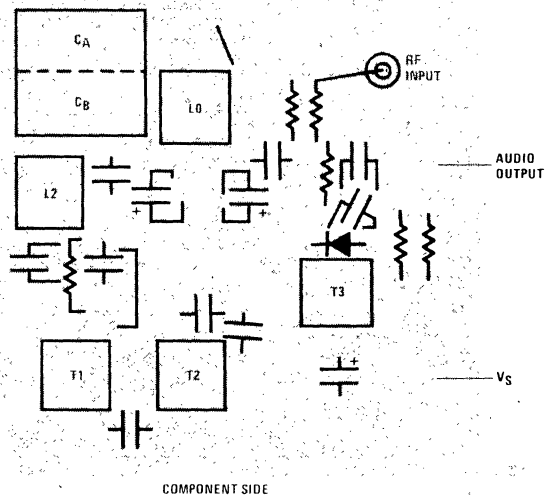 CA
CB
L0
RF
INPUT
AUDIO
OUTPUT
L2
+
+
T3
T1
T2
+
VS
COMPONENT SIDE